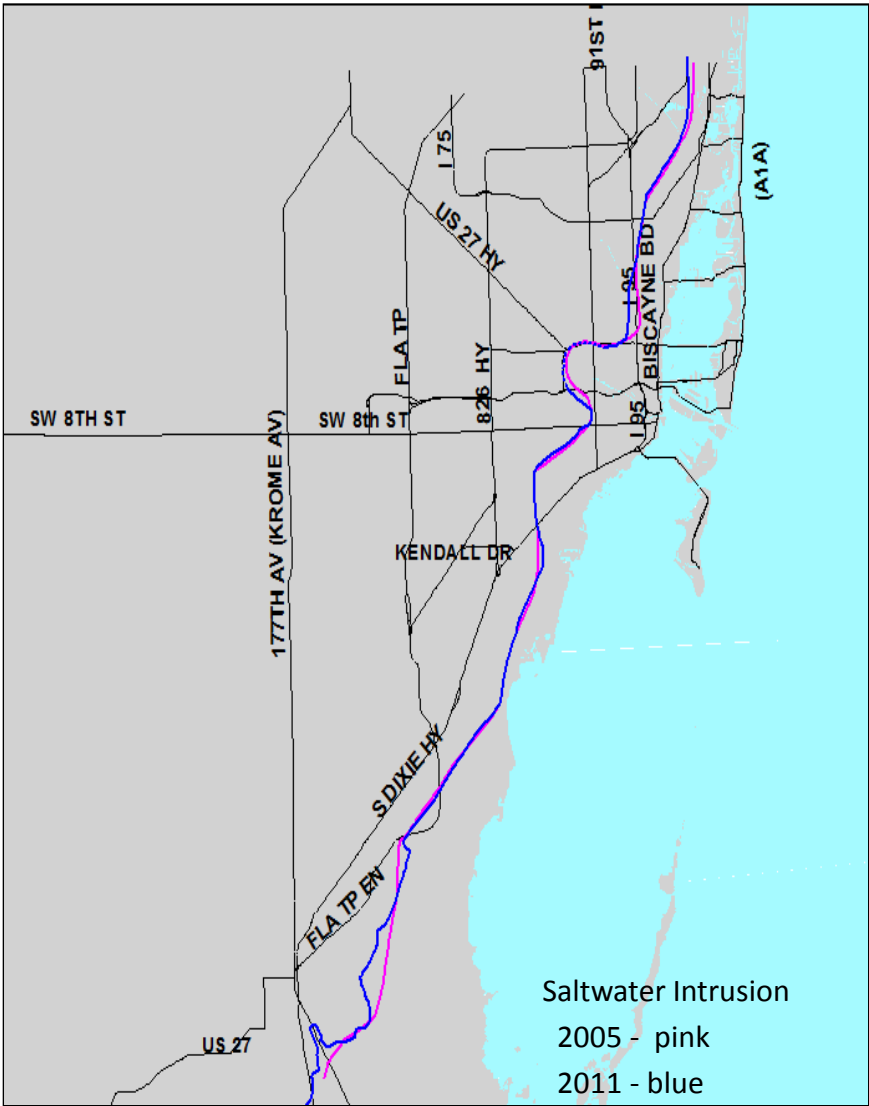 91ST
(A1A)
I 75
US 27 HY
I 95
BISCAYNE BD
FLA TP
826 HY
SW 8TH ST
SW 8th ST
I 95
177TH AV (KROME AV)
KENDALL DR
S DIXIE HY
FLA TP EN
US 27
Saltwater Intrusion
2005 - pink
2011 - blue